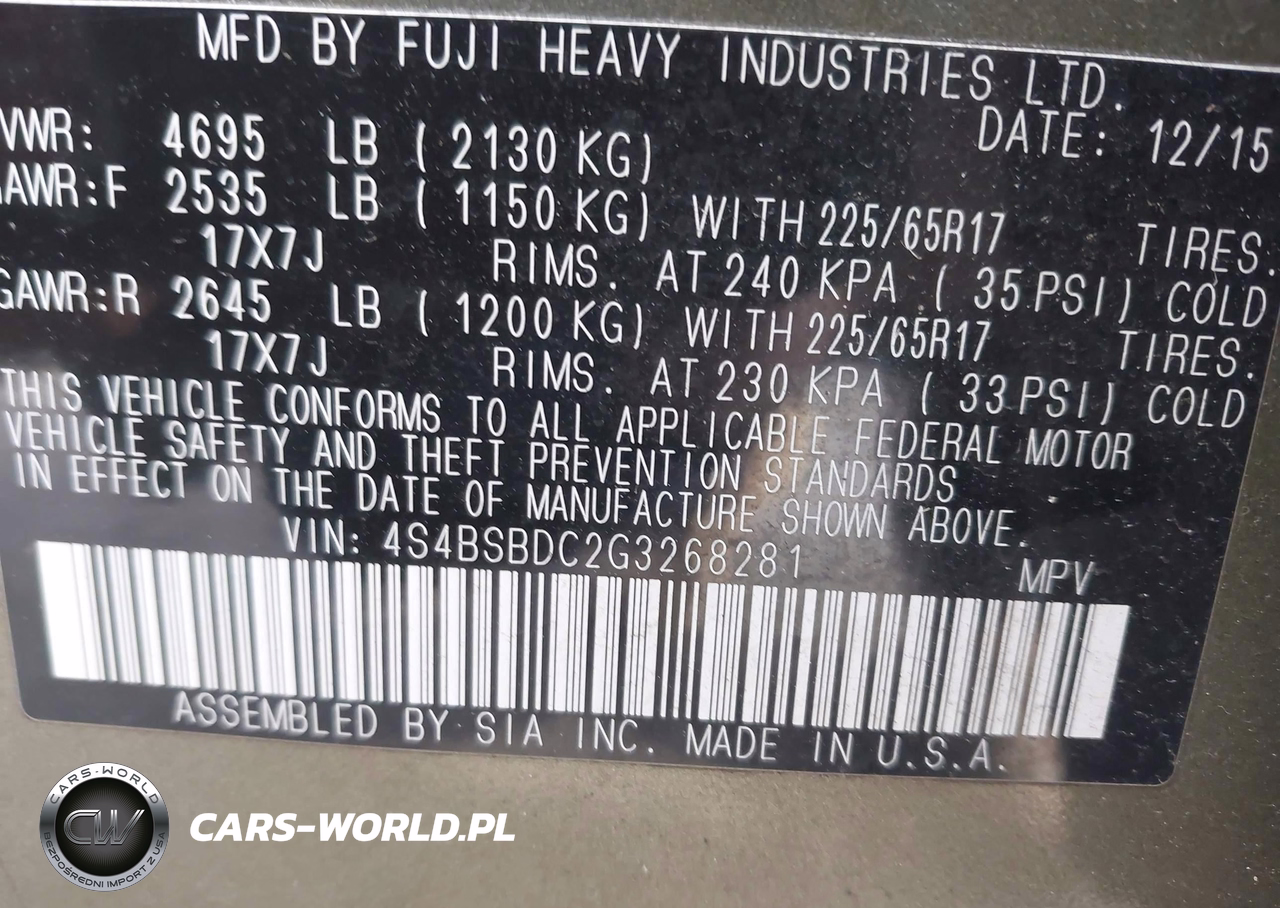 MFD BY FUJI HEAVY INDUSTRIES LTD.
DATE: 12/15
VWR: 4695 LB ( 2130 KG)
AWR:F 2535 LB ( 1150 KG) WITH 225/65R17 TIRES.
17X7J RIMS. AT 240 KPA ( 35 PSI) COLD
GAWR:R 2645 LB ( 1200 KG) WITH 225/65R17 TIRES.
17X7J RIMS. AT 230 KPA ( 33 PSI) COLD
THIS VEHICLE CONFORMS TO ALL APPLICABLE FEDERAL MOTOR
VEHICLE SAFETY AND THEFT PREVENTION STANDARDS
IN EFFECT ON THE DATE OF MANUFACTURE SHOWN ABOVE.
VIN: 4S4BSBDC2G3268281 MPV
ASSEMBLED BY SIA INC. MADE IN U.S.A.
CARS-WORLD
CW
BEZPOŚREDNI IMPORT Z USA
CARS-WORLD.PL